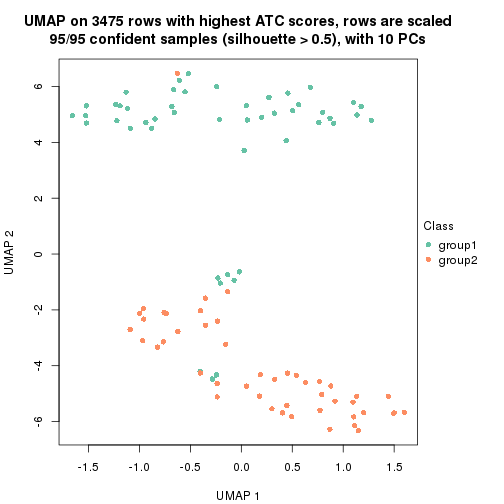 UMAP on 3475 rows with highest ATC scores, rows are scaled
95/95 confident samples (silhouette > 0.5), with 10 PCs
6
4
2
0
-2
-4
-6
UMAP 2
-1.5
-1.0
-0.5
0.0
0.5
1.0
1.5
UMAP 1
Class
group1
group2